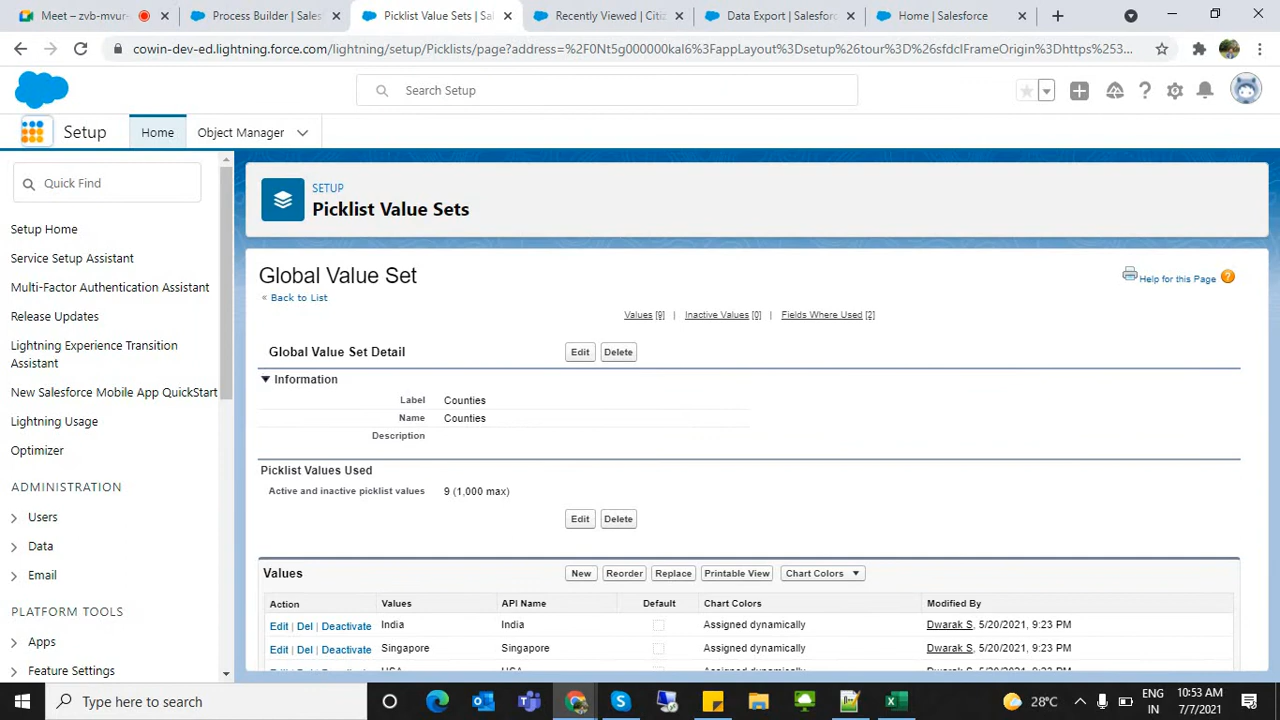 Meet – zvb-mvur-
Process Builder | Salesf
Picklist Value Sets | Sal
Recently Viewed | Citiz
Data Export | Salesforc
Home | Salesforce
cowin-dev-ed.lightning.force.com/lightning/setup/Picklists/page?address=%2F0Nt5g000000kal6%3FappLayout%3Dsetup%26tour%3D%26sfdcIFrameOrigin%3Dhttps%253...
Search Setup
Setup
Home
Object Manager
Quick Find
Setup Home
Service Setup Assistant
Multi-Factor Authentication Assistant
Release Updates
Lightning Experience Transition
Assistant
New Salesforce Mobile App QuickStart
Lightning Usage
Optimizer
ADMINISTRATION
Users
Data
Email
PLATFORM TOOLS
Apps
Feature Settings
SETUP
Picklist Value Sets
Global Value Set
« Back to List
Help for this Page
Values [9] | Inactive Values [0] | Fields Where Used [2]
Global Value Set Detail Edit Delete
Information
Label Counties
Name Counties
Description
Picklist Values Used
Active and inactive picklist values 9 (1,000 max)
Edit Delete
Values New Reorder Replace Printable View Chart Colors
Action Values API Name Default Chart Colors Modified By
Edit | Del | Deactivate India India Assigned dynamically Dwarak S, 5/20/2021, 9:23 PM
Edit | Del | Deactivate Singapore Singapore Assigned dynamically Dwarak S, 5/20/2021, 9:23 PM
Type here to search
28°C
ENG
IN
10:53 AM
7/7/2021